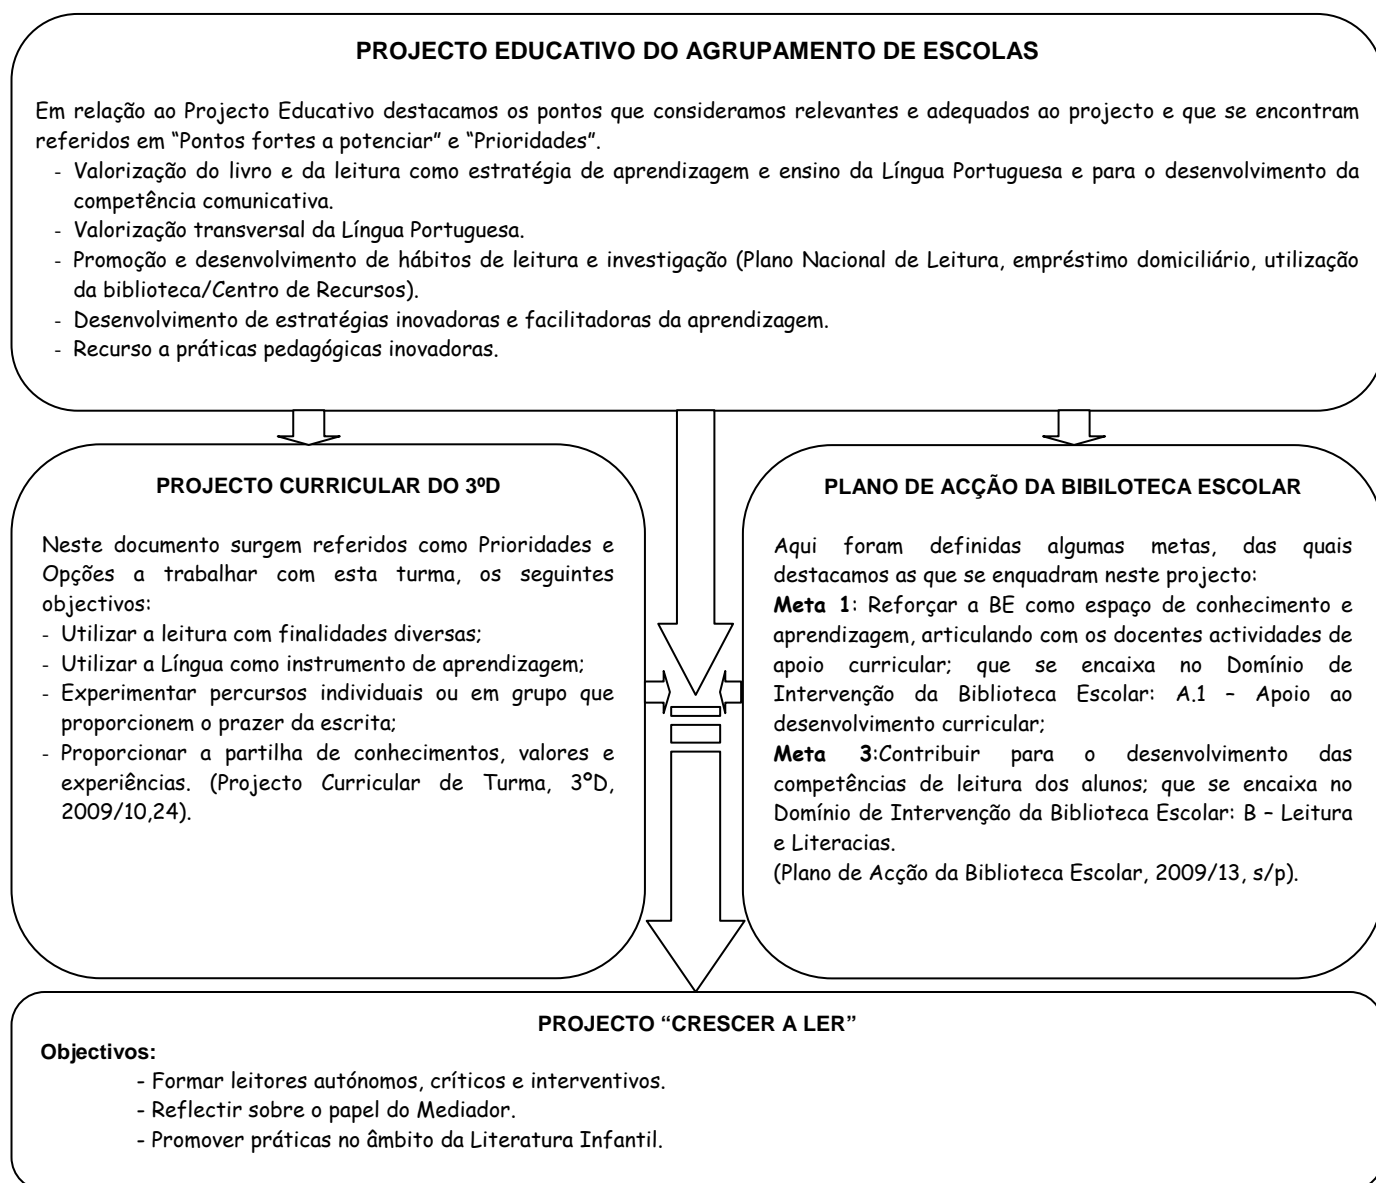 PROJECTO EDUCATIVO DO AGRUPAMENTO DE ESCOLAS
Em relação ao Projecto Educativo destacamos os pontos que consideramos relevantes e adequados ao projecto e que se encontram
referidos em “Pontos fortes a potenciar” e “Prioridades”.
- Valorização do livro e da leitura como estratégia de aprendizagem e ensino da Língua Portuguesa e para o desenvolvimento da
competência comunicativa.
- Valorização transversal da Língua Portuguesa.
- Promoção e desenvolvimento de hábitos de leitura e investigação (Plano Nacional de Leitura, empréstimo domiciliário, utilização
da biblioteca/Centro de Recursos).
- Desenvolvimento de estratégias inovadoras e facilitadoras da aprendizagem.
- Recurso a práticas pedagógicas inovadoras.
PROJECTO CURRICULAR DO 3ºD
Neste documento surgem referidos como Prioridades e
Opções a trabalhar com esta turma, os seguintes
objectivos:
- Utilizar a leitura com finalidades diversas;
- Utilizar a Língua como instrumento de aprendizagem;
- Experimentar percursos individuais ou em grupo que
proporcionem o prazer da escrita;
- Proporcionar a partilha de conhecimentos, valores e
experiências. (Projecto Curricular de Turma, 3ºD,
2009/10,24).
PLANO DE ACÇÃO DA BIBILOTECA ESCOLAR
Aqui foram definidas algumas metas, das quais
destacamos as que se enquadram neste projecto:
Meta 1: Reforçar a BE como espaço de conhecimento e
aprendizagem, articulando com os docentes actividades de
apoio curricular; que se encaixa no Domínio de
Intervenção da Biblioteca Escolar: A.1 – Apoio ao
desenvolvimento curricular;
Meta 3:Contribuir para o desenvolvimento das
competências de leitura dos alunos; que se encaixa no
Domínio de Intervenção da Biblioteca Escolar: B – Leitura
e Literacias.
(Plano de Acção da Biblioteca Escolar, 2009/13, s/p).
PROJECTO “CRESCER A LER”
Objectivos:
- Formar leitores autónomos, críticos e interventivos.
- Reflectir sobre o papel do Mediador.
- Promover práticas no âmbito da Literatura Infantil.